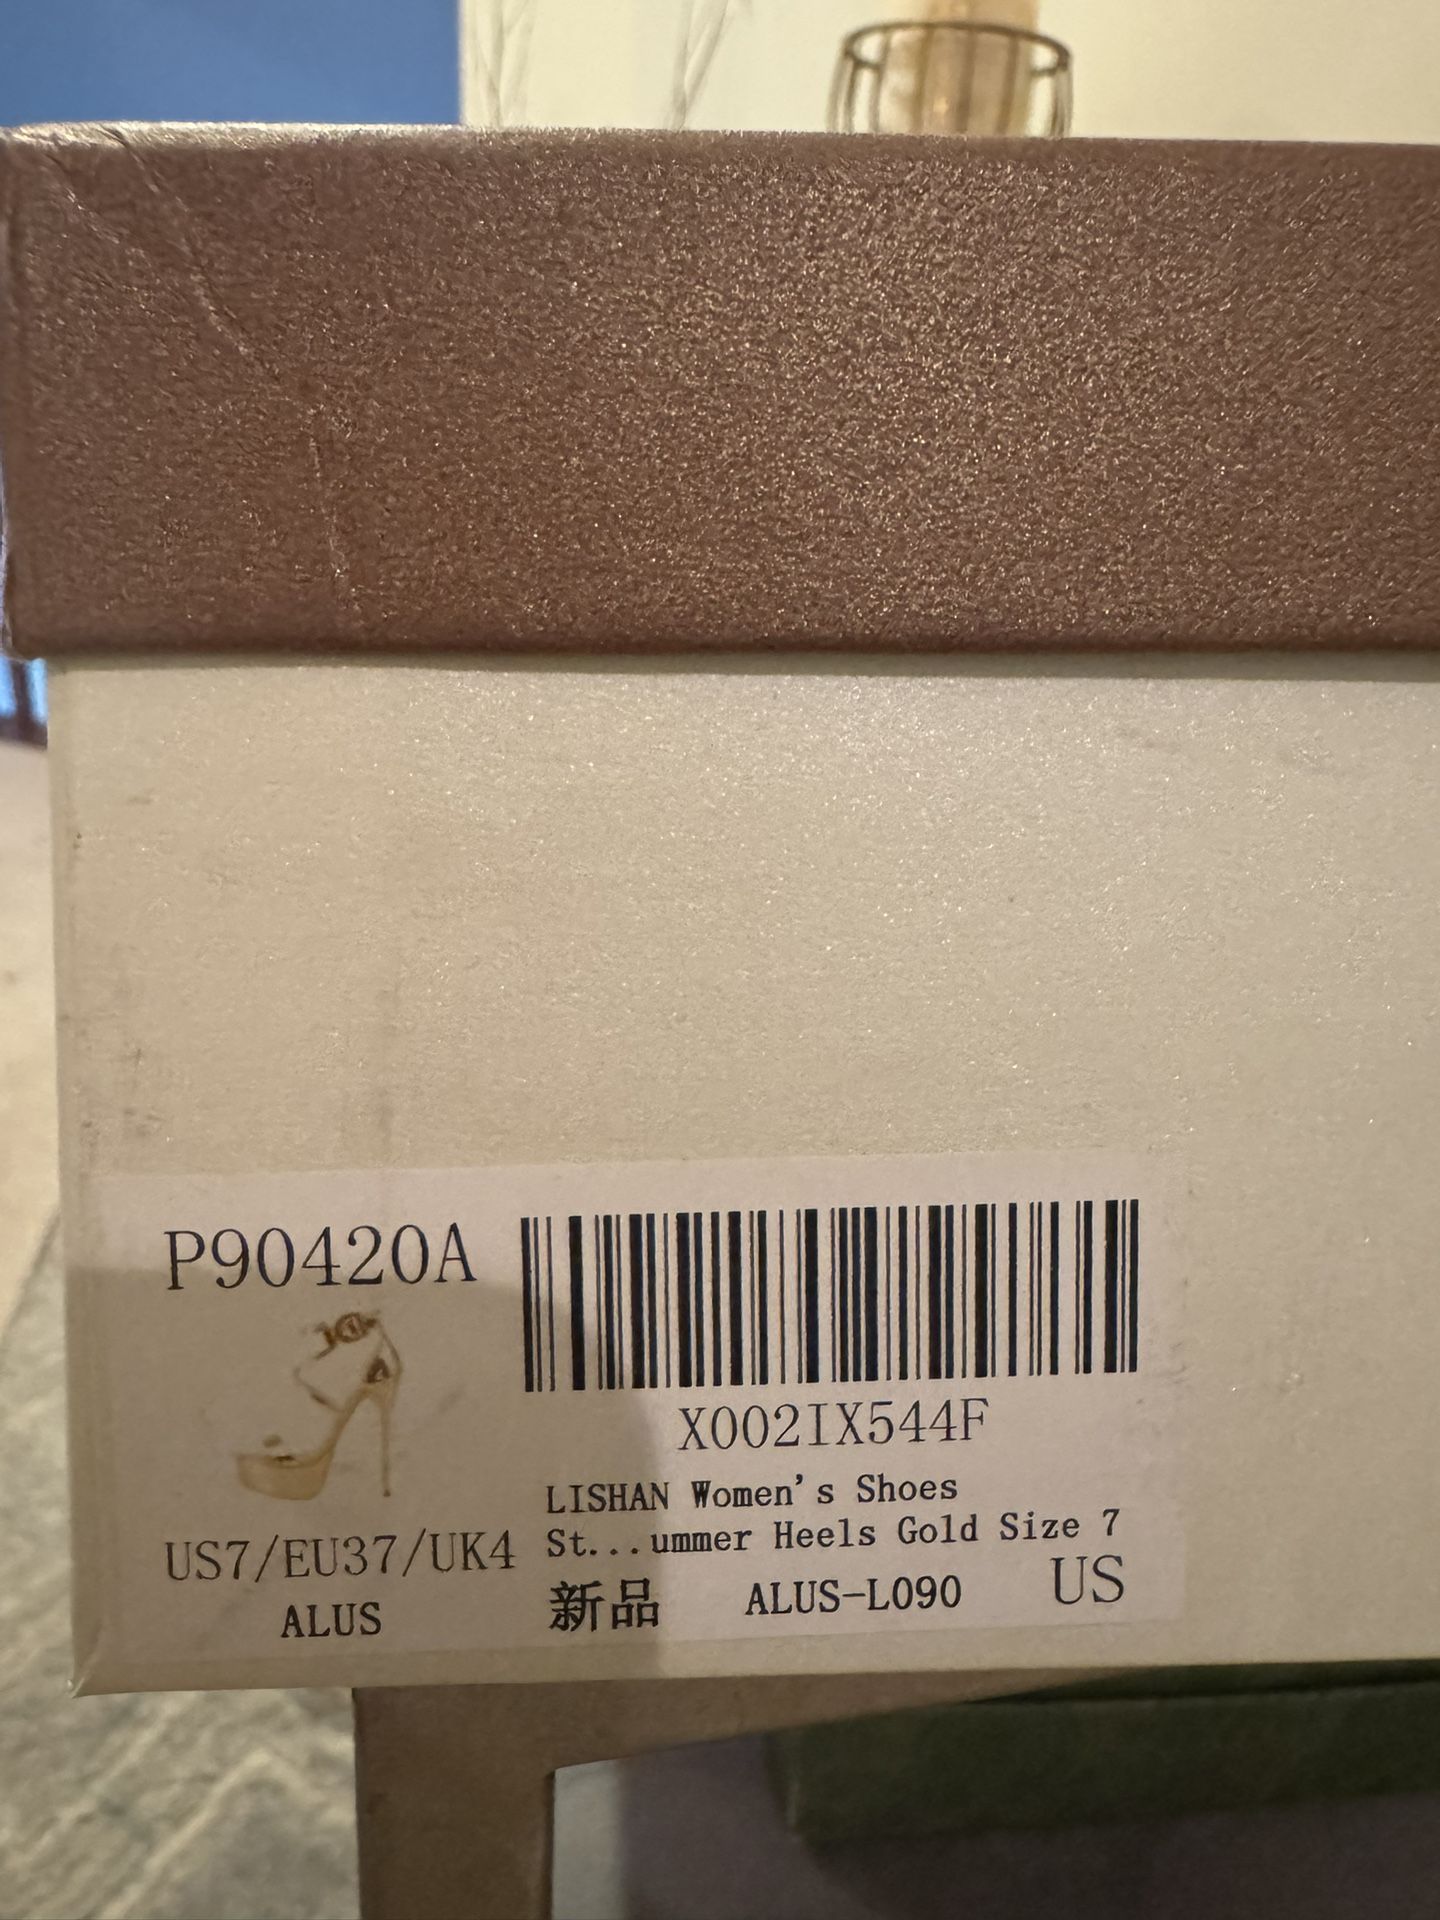 P90420A
X002IX544F
LISHAN Women's Shoes
St...ummer Heels Gold Size 7
US7/EU37/UK4
新品 ALUS-L090 US
ALUS